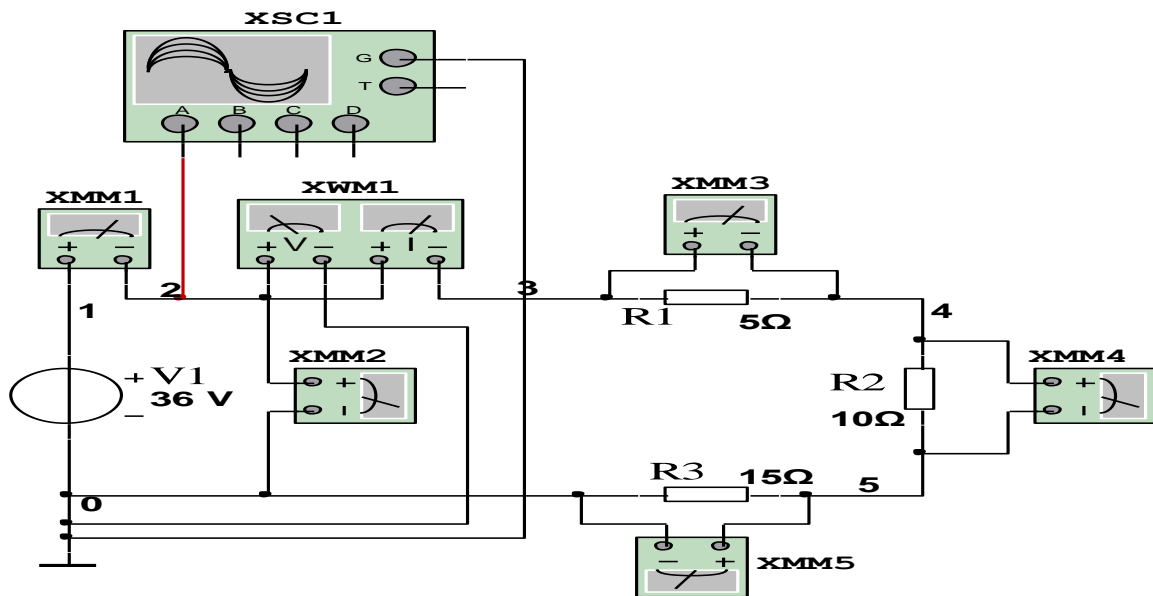 XSC1
G
T
A B C D
XMM1
XWM1
XMM3
+ −
+ V − + I −
+ −
1
2
3
R1
5Ω
4
XMM2
+
−
XMM4
+
−
+ V1
36 V
−
R2
10Ω
R3
15Ω
5
0
− +
XMM5